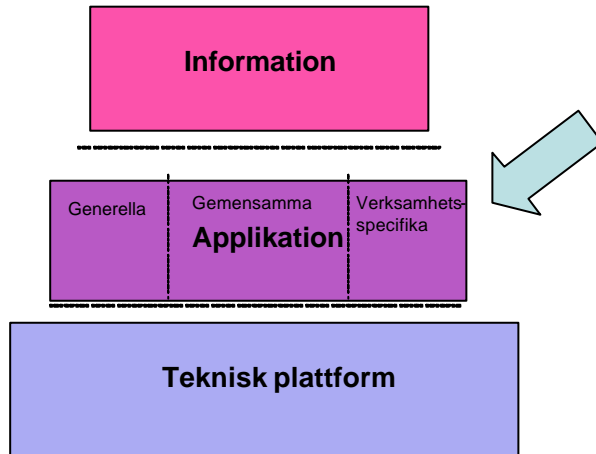 Information
Generella
Gemensamma
Verksamhets-
specifika
Applikation
Teknisk plattform